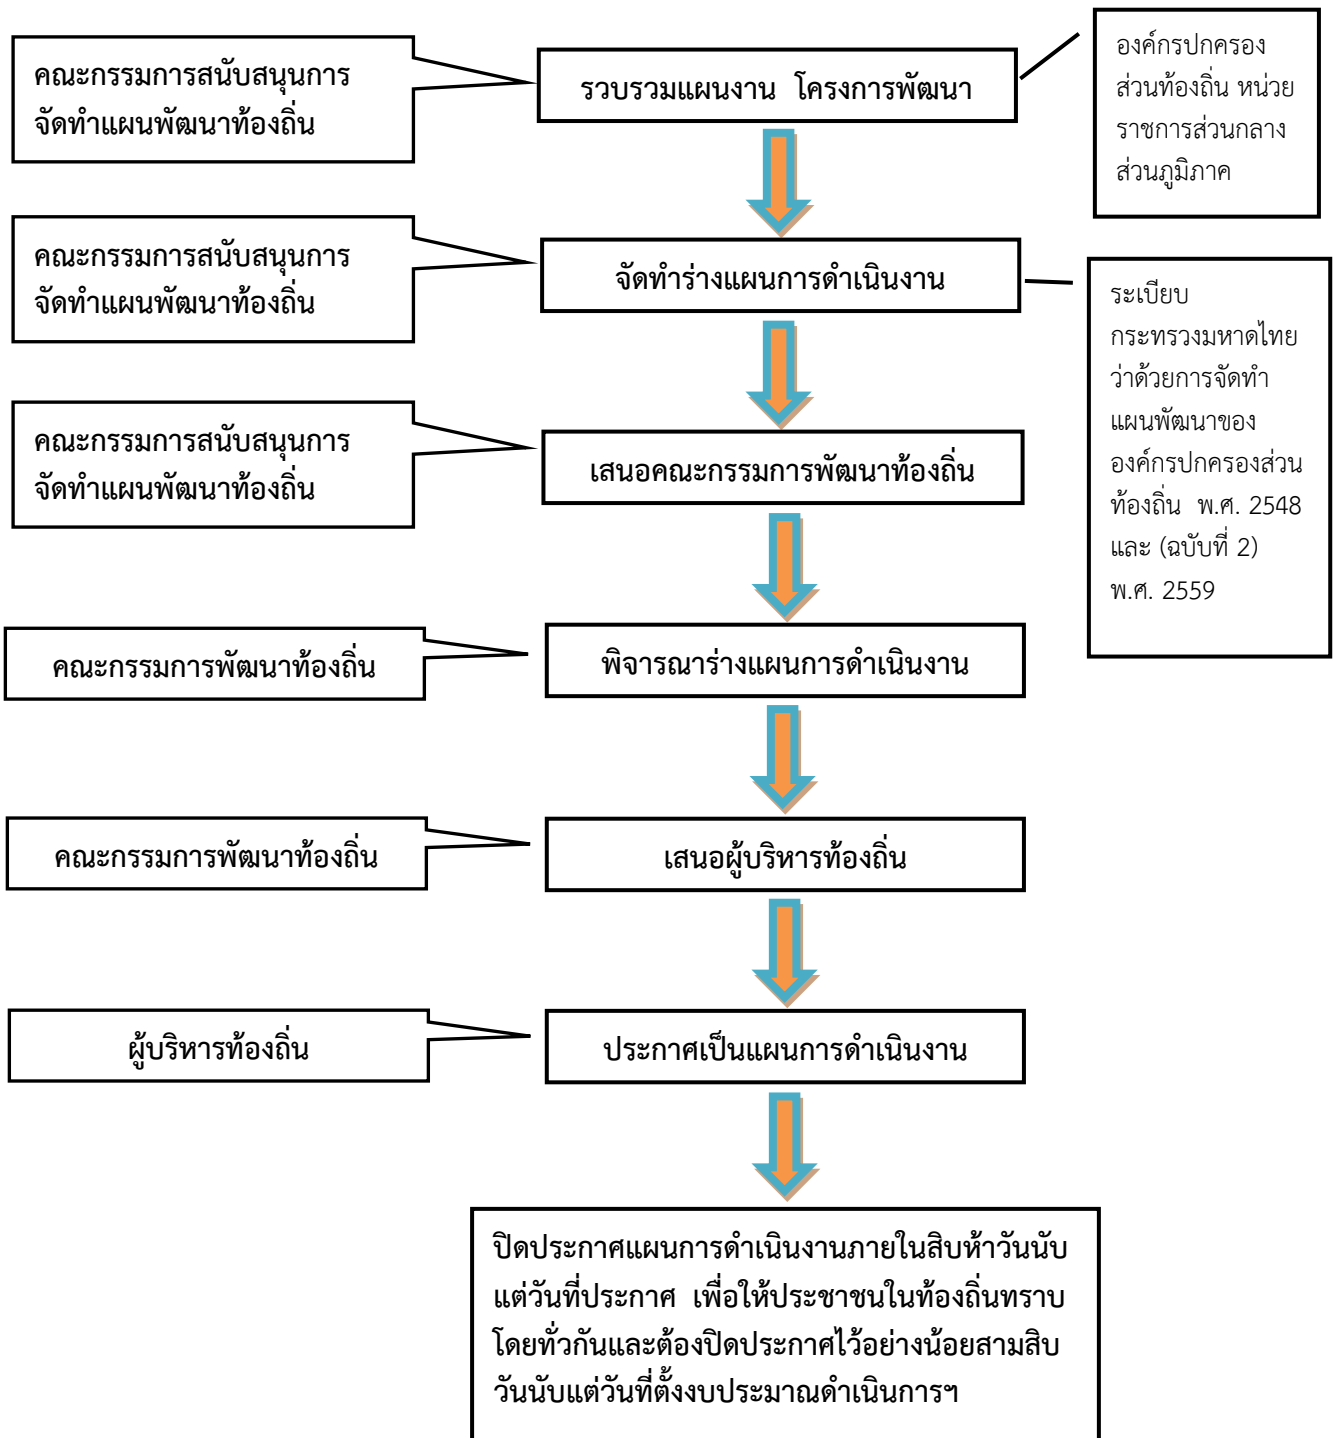 คณะกรรมการสนับสนุนการ
จัดทำแผนพัฒนาท้องถิ่น
รวบรวมแผนงาน โครงการพัฒนา
องค์กรปกครอง
ส่วนท้องถิ่น หน่วย
ราชการส่วนกลาง
ส่วนภูมิภาค
คณะกรรมการสนับสนุนการ
จัดทำแผนพัฒนาท้องถิ่น
จัดทำร่างแผนการดำเนินงาน
ระเบียบ
กระทรวงมหาดไทย
ว่าด้วยการจัดทำ
แผนพัฒนาของ
องค์กรปกครองส่วน
ท้องถิ่น พ.ศ. 2548
และ (ฉบับที่ 2)
พ.ศ. 2559
คณะกรรมการสนับสนุนการ
จัดทำแผนพัฒนาท้องถิ่น
เสนอคณะกรรมการพัฒนาท้องถิ่น
คณะกรรมการพัฒนาท้องถิ่น
พิจารณาร่างแผนการดำเนินงาน
คณะกรรมการพัฒนาท้องถิ่น
เสนอผู้บริหารท้องถิ่น
ผู้บริหารท้องถิ่น
ประกาศเป็นแผนการดำเนินงาน
ปิดประกาศแผนการดำเนินงานภายในสิบห้าวันนับ
แต่วันที่ประกาศ เพื่อให้ประชาชนในท้องถิ่นทราบ
โดยทั่วกันและต้องปิดประกาศไว้อย่างน้อยสามสิบ
วันนับแต่วันที่ตั้งงบประมาณดำเนินการฯ